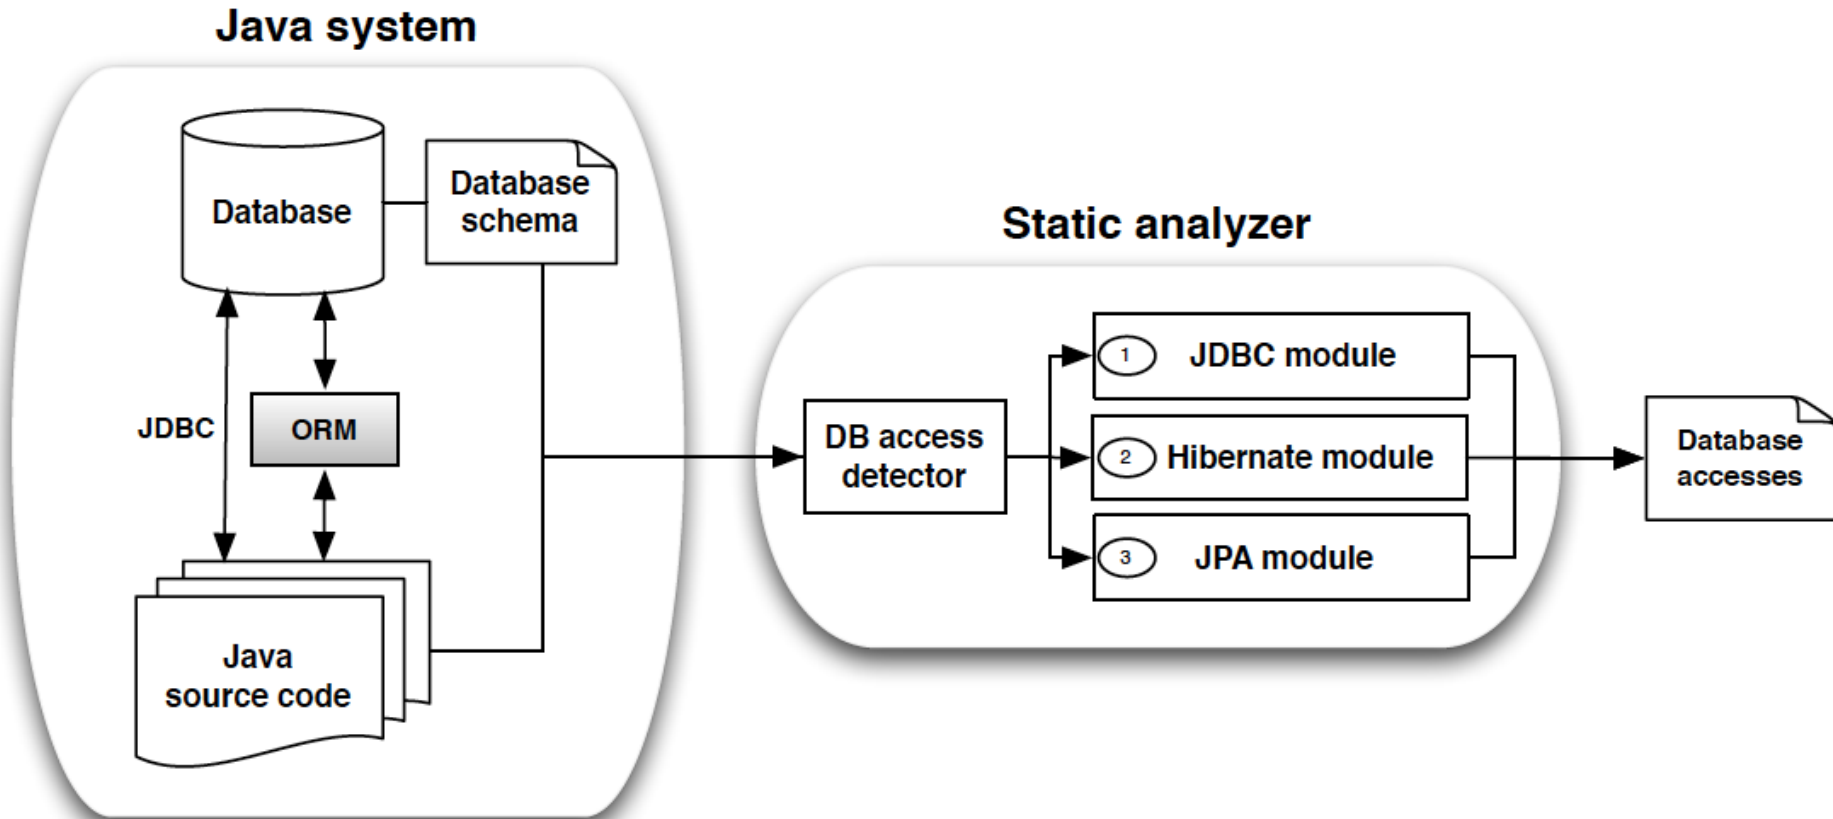 Java system
Database
Database
schema
JDBC
ORM
Java
source code
Static analyzer
DB access
detector
1 JDBC module
2 Hibernate module
3 JPA module
Database
accesses